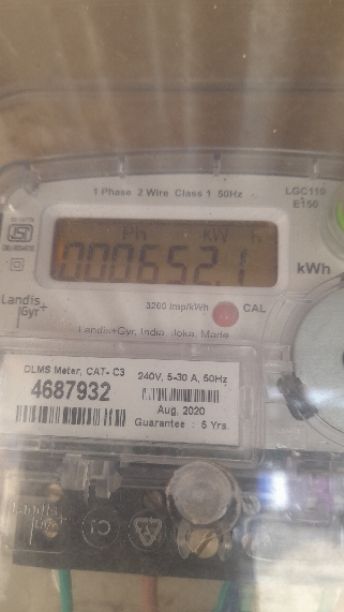 1 Phase 2 Wire Class 1 50Hz
LGC110
E150
Ph kW h
000652.1
kWh
Landis+
Gyr
3200 imp/kWh
CAL
Landis+Gyr, India, Joka, Made
DLMS Meter, CAT- C3
4687932
240V, 5-30 A, 50Hz
Aug, 2020
Guarantee : 5 Yrs.
Landis+
Gyr